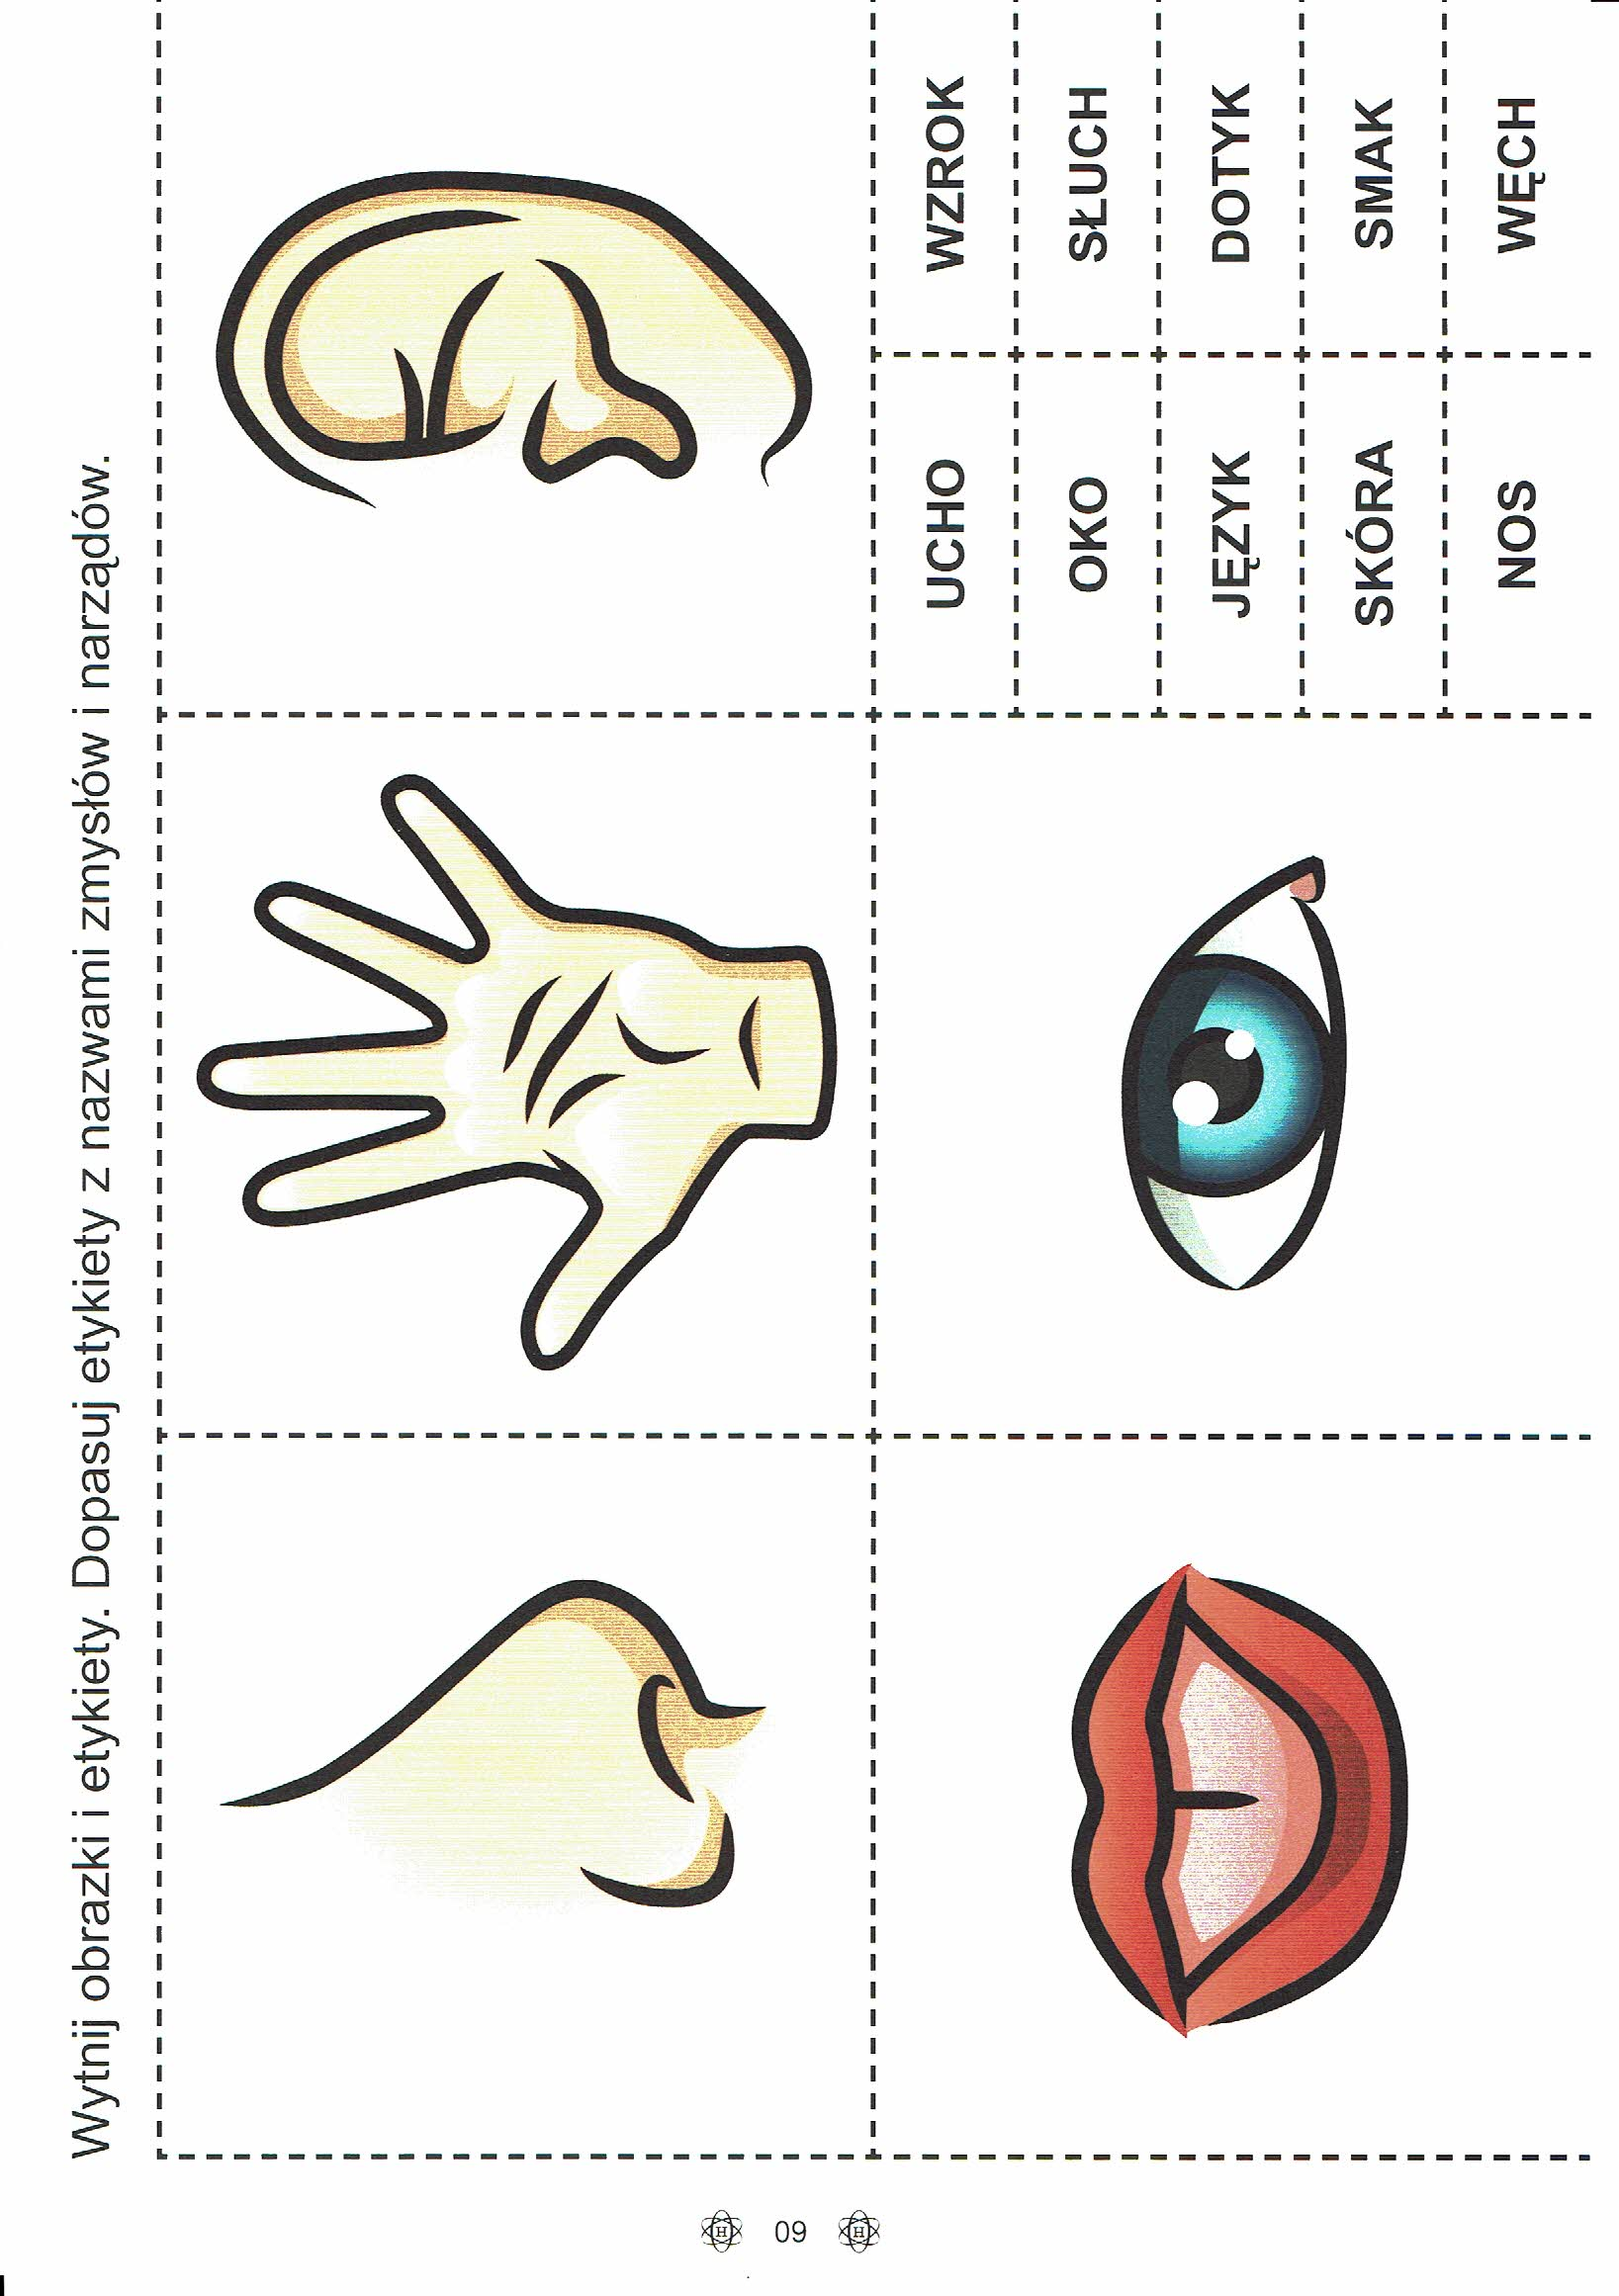 Wytnij obrazki i etykiety. Dopasuj etykiety z nazwami zmysłów i narządów.
UCHO WZROK
OKO SŁUCH
JĘZYK DOTYK
SKÓRA SMAK
NOS WĘCH
H 09 H